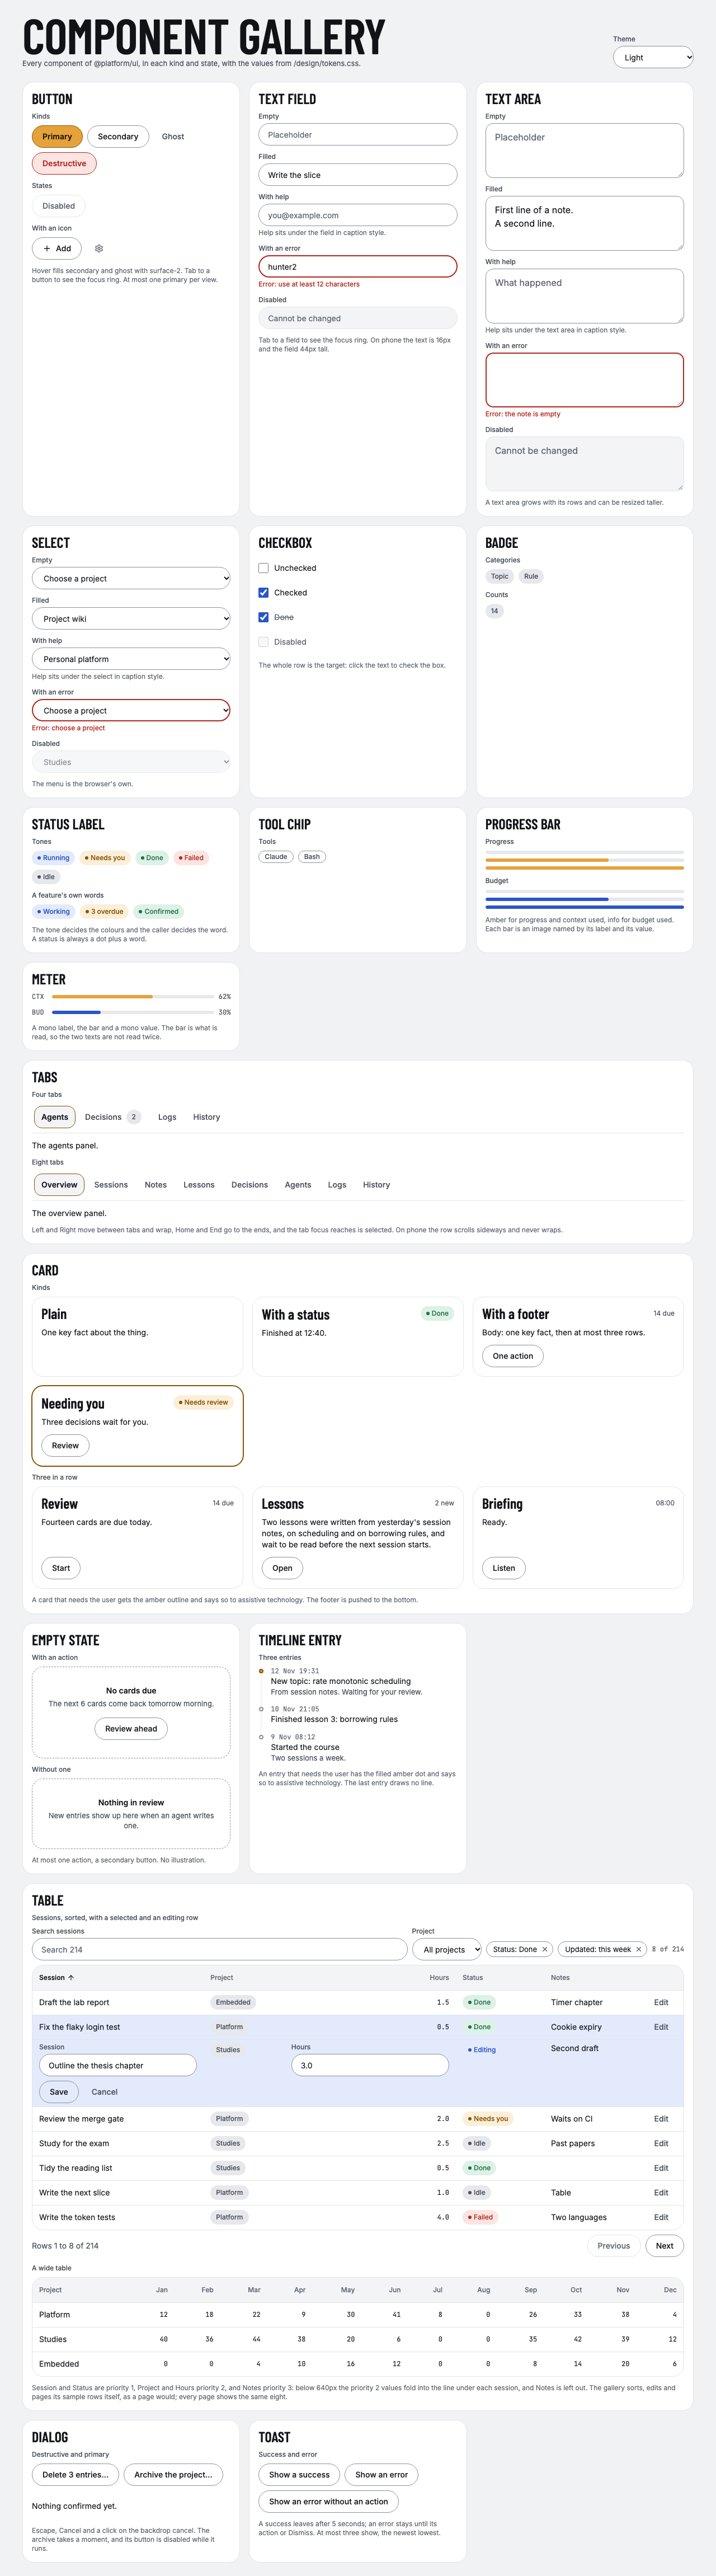 COMPONENT GALLERY
Every component of @platform/ui, in each kind and state, with the values from /design/tokens.css.
Theme
Light
BUTTON
Kinds
Primary
Secondary
Ghost
Destructive
States
Disabled
With an icon
Add
Hover fills secondary and ghost with surface-2. Tab to a
button to see the focus ring. At most one primary per view.
TEXT FIELD
Empty
Placeholder
Filled
Write the slice
With help
you@example.com
Help sits under the field in caption style.
With an error
hunter2
Error: use at least 12 characters
Disabled
Cannot be changed
Tab to a field to see the focus ring. On phone the text is 16px
and the field 44px tall.
TEXT AREA
Empty
Placeholder
Filled
First line of a note.
A second line.
With help
What happened
Help sits under the text area in caption style.
With an error
Error: the note is empty
Disabled
Cannot be changed
A text area grows with its rows and can be resized taller.
SELECT
Empty
Choose a project
Filled
Project wiki
With help
Personal platform
Help sits under the select in caption style.
With an error
Choose a project
Error: choose a project
Disabled
Studies
The menu is the browser's own.
CHECKBOX
Unchecked
Checked
Done
Disabled
The whole row is the target: click the text to check the box.
BADGE
Categories
Topic
Rule
Counts
14
STATUS LABEL
Tones
Running
Needs you
Done
Failed
Idle
A feature's own words
Working
3 overdue
Confirmed
The tone decides the colours and the caller decides the word.
A status is always a dot plus a word.
TOOL CHIP
Tools
Claude
Bash
PROGRESS BAR
Progress
Budget
Amber for progress and context used, info for budget used.
Each bar is an image named by its label and its value.
METER
CTX
62%
BUD
30%
A mono label, the bar and a mono value. The bar is what is
read, so the two texts are not read twice.
TABS
Four tabs
Agents
Decisions 2
Logs
History
The agents panel.
Eight tabs
Overview
Sessions
Notes
Lessons
Decisions
Agents
Logs
History
The overview panel.
Left and Right move between tabs and wrap, Home and End go to the ends, and the tab focus reaches is selected. On phone the row scrolls sideways and never wraps.
CARD
Kinds
Plain
One key fact about the thing.
With a status
Done
Finished at 12:40.
With a footer
14 due
Body: one key fact, then at most three rows.
One action
Needing you
Needs review
Three decisions wait for you.
Review
Three in a row
Review
14 due
Fourteen cards are due today.
Start
Lessons
2 new
Two lessons were written from yesterday's session
notes, on scheduling and on borrowing rules, and
wait to be read before the next session starts.
Open
Briefing
08:00
Ready.
Listen
A card that needs the user gets the amber outline and says so to assistive technology. The footer is pushed to the bottom.
EMPTY STATE
With an action
No cards due
The next 6 cards come back tomorrow morning.
Review ahead
Without one
Nothing in review
New entries show up here when an agent writes
one.
At most one action, a secondary button. No illustration.
TIMELINE ENTRY
Three entries
12 Nov 19:31
New topic: rate monotonic scheduling
From session notes. Waiting for your review.
10 Nov 21:05
Finished lesson 3: borrowing rules
9 Nov 08:12
Started the course
Two sessions a week.
An entry that needs the user has the filled amber dot and says
so to assistive technology. The last entry draws no line.
TABLE
Sessions, sorted, with a selected and an editing row
Search sessions
Search 214
Project
All projects
Status: Done
Updated: this week
8 of 214
Session Project Hours Status Notes
Draft the lab report Embedded 1.5 Done Timer chapter Edit
Fix the flaky login test Platform 0.5 Done Cookie expiry Edit
Session
Outline the thesis chapter
Studies
Hours
3.0
Editing
Second draft
Save
Cancel
Review the merge gate Platform 2.0 Needs you Waits on CI Edit
Study for the exam Studies 2.5 Idle Past papers Edit
Tidy the reading list Studies 0.5 Done Edit
Write the next slice Platform 1.0 Idle Table Edit
Write the token tests Platform 4.0 Failed Two languages Edit
Rows 1 to 8 of 214
Previous
Next
A wide table
Project Jan Feb Mar Apr May Jun Jul Aug Sep Oct Nov Dec
Platform 12 18 22 9 30 41 8 0 26 33 38 4
Studies 40 36 44 38 20 6 0 0 35 42 39 12
Embedded 0 0 4 10 16 12 0 0 8 14 20 6
Session and Status are priority 1, Project and Hours priority 2, and Notes priority 3: below 640px the priority 2 values fold into the line under each session, and Notes is left out. The gallery sorts, edits and
pages its sample rows itself, as a page would; every page shows the same eight.
DIALOG
Destructive and primary
Delete 3 entries...
Archive the project...
Nothing confirmed yet.
Escape, Cancel and a click on the backdrop cancel. The
archive takes a moment, and its button is disabled while it
runs.
TOAST
Success and error
Show a success
Show an error
Show an error without an action
A success leaves after 5 seconds; an error stays until its
action or Dismiss. At most three show, the newest lowest.